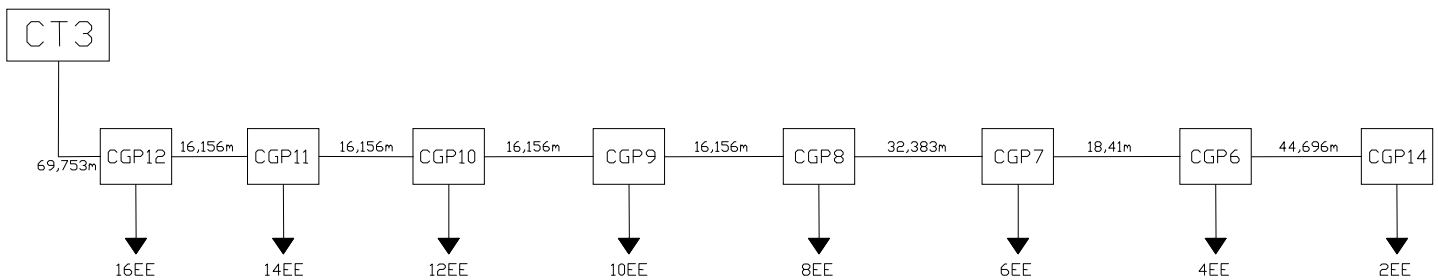 CT3
69,753m
CGP12
16,156m
CGP11
16,156m
CGP10
16,156m
CGP9
16,156m
CGP8
32,383m
CGP7
18,41m
CGP6
44,696m
CGP14
16EE
14EE
12EE
10EE
8EE
6EE
4EE
2EE